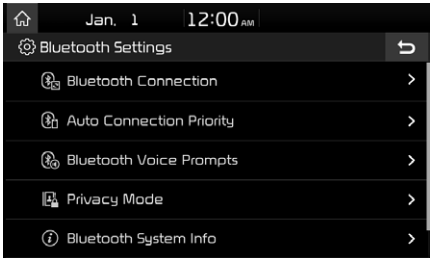 Jan. 1 12:00 AM
Bluetooth Settings
Bluetooth Connection
Auto Connection Priority
Bluetooth Voice Prompts
Privacy Mode
Bluetooth System Info